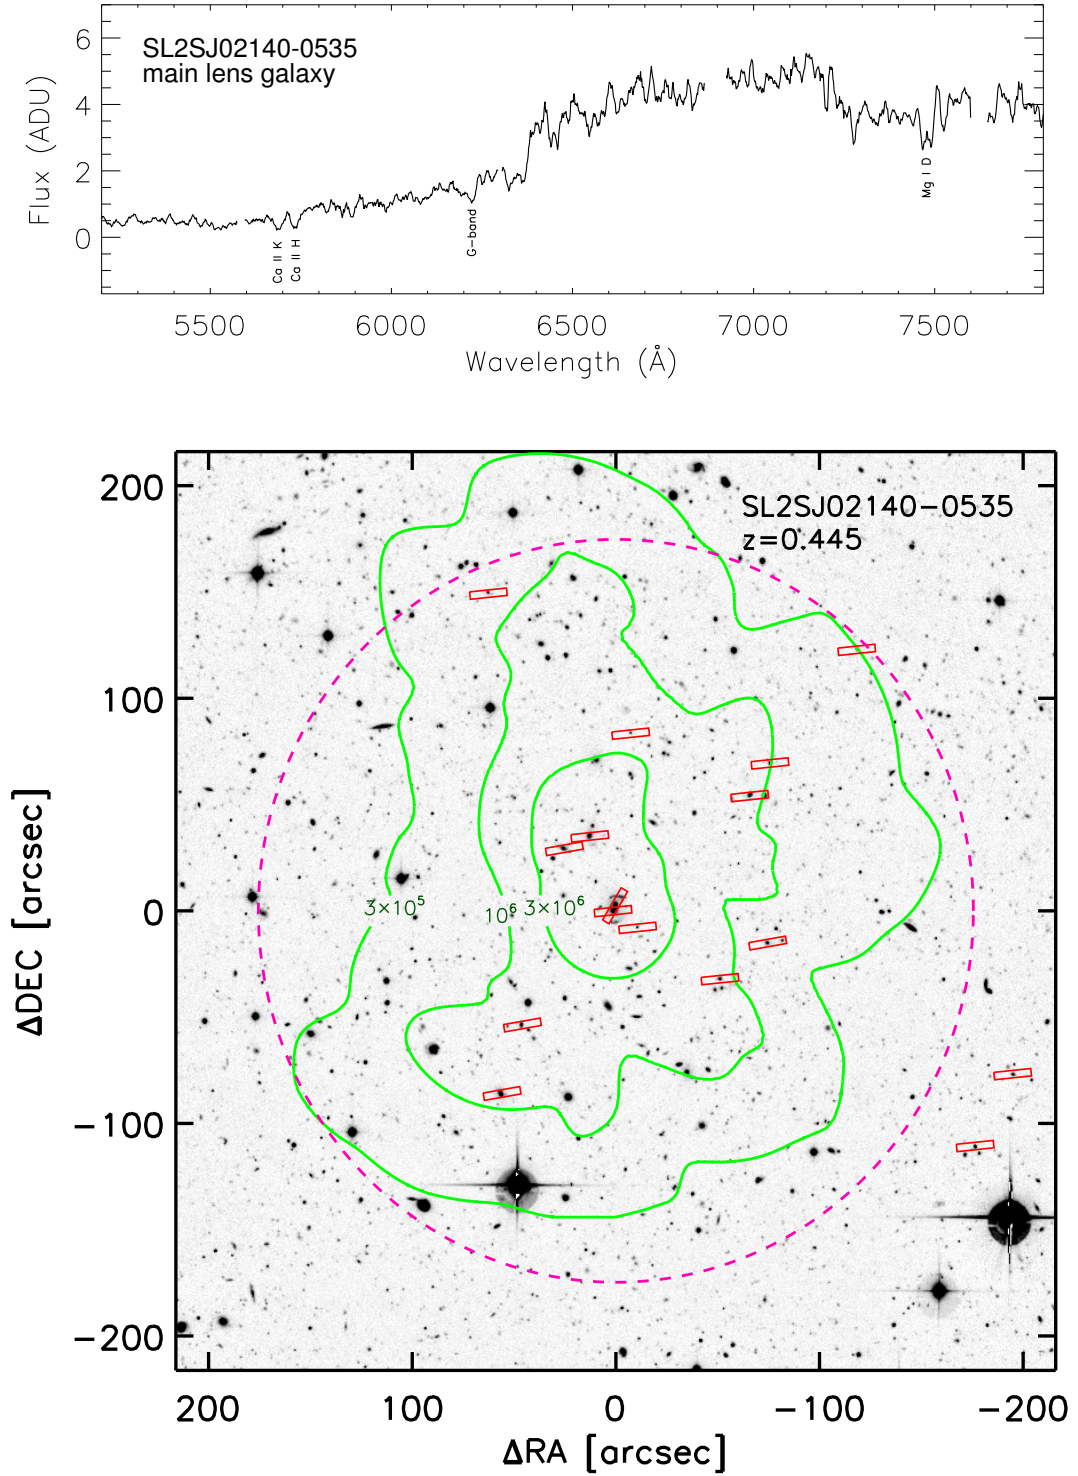 SL2SJ02140-0535
main lens galaxy
6
4
2
0
Flux (ADU)
Ca II K
Ca II H
G-band
Mg I D
5500 6000 6500 7000 7500
Wavelength (Å)
SL2SJ02140-0535
z=0.445
200
100
0
-100
-200
ΔDEC [arcsec]
3×10⁵ 10⁶ 3×10⁶
200 100 0 -100 -200
ΔRA [arcsec]